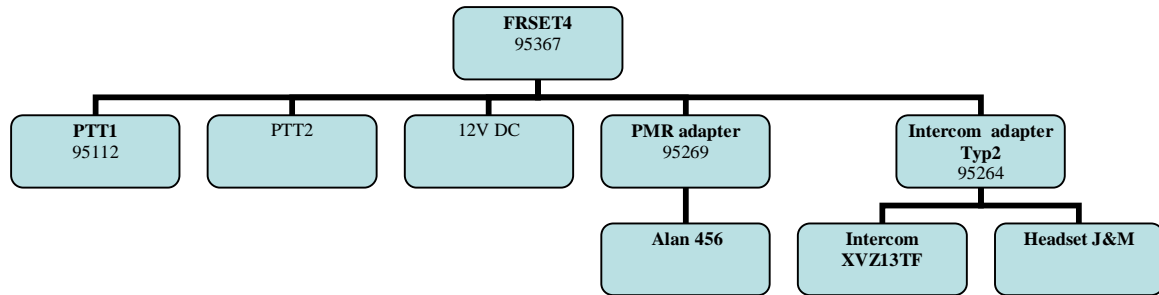 FRSET4
95367
PTT1
95112
PTT2
12V DC
PMR adapter
95269
Intercom adapter
Typ2
95264
Alan 456
Intercom
XVZ13TF
Headset J&M